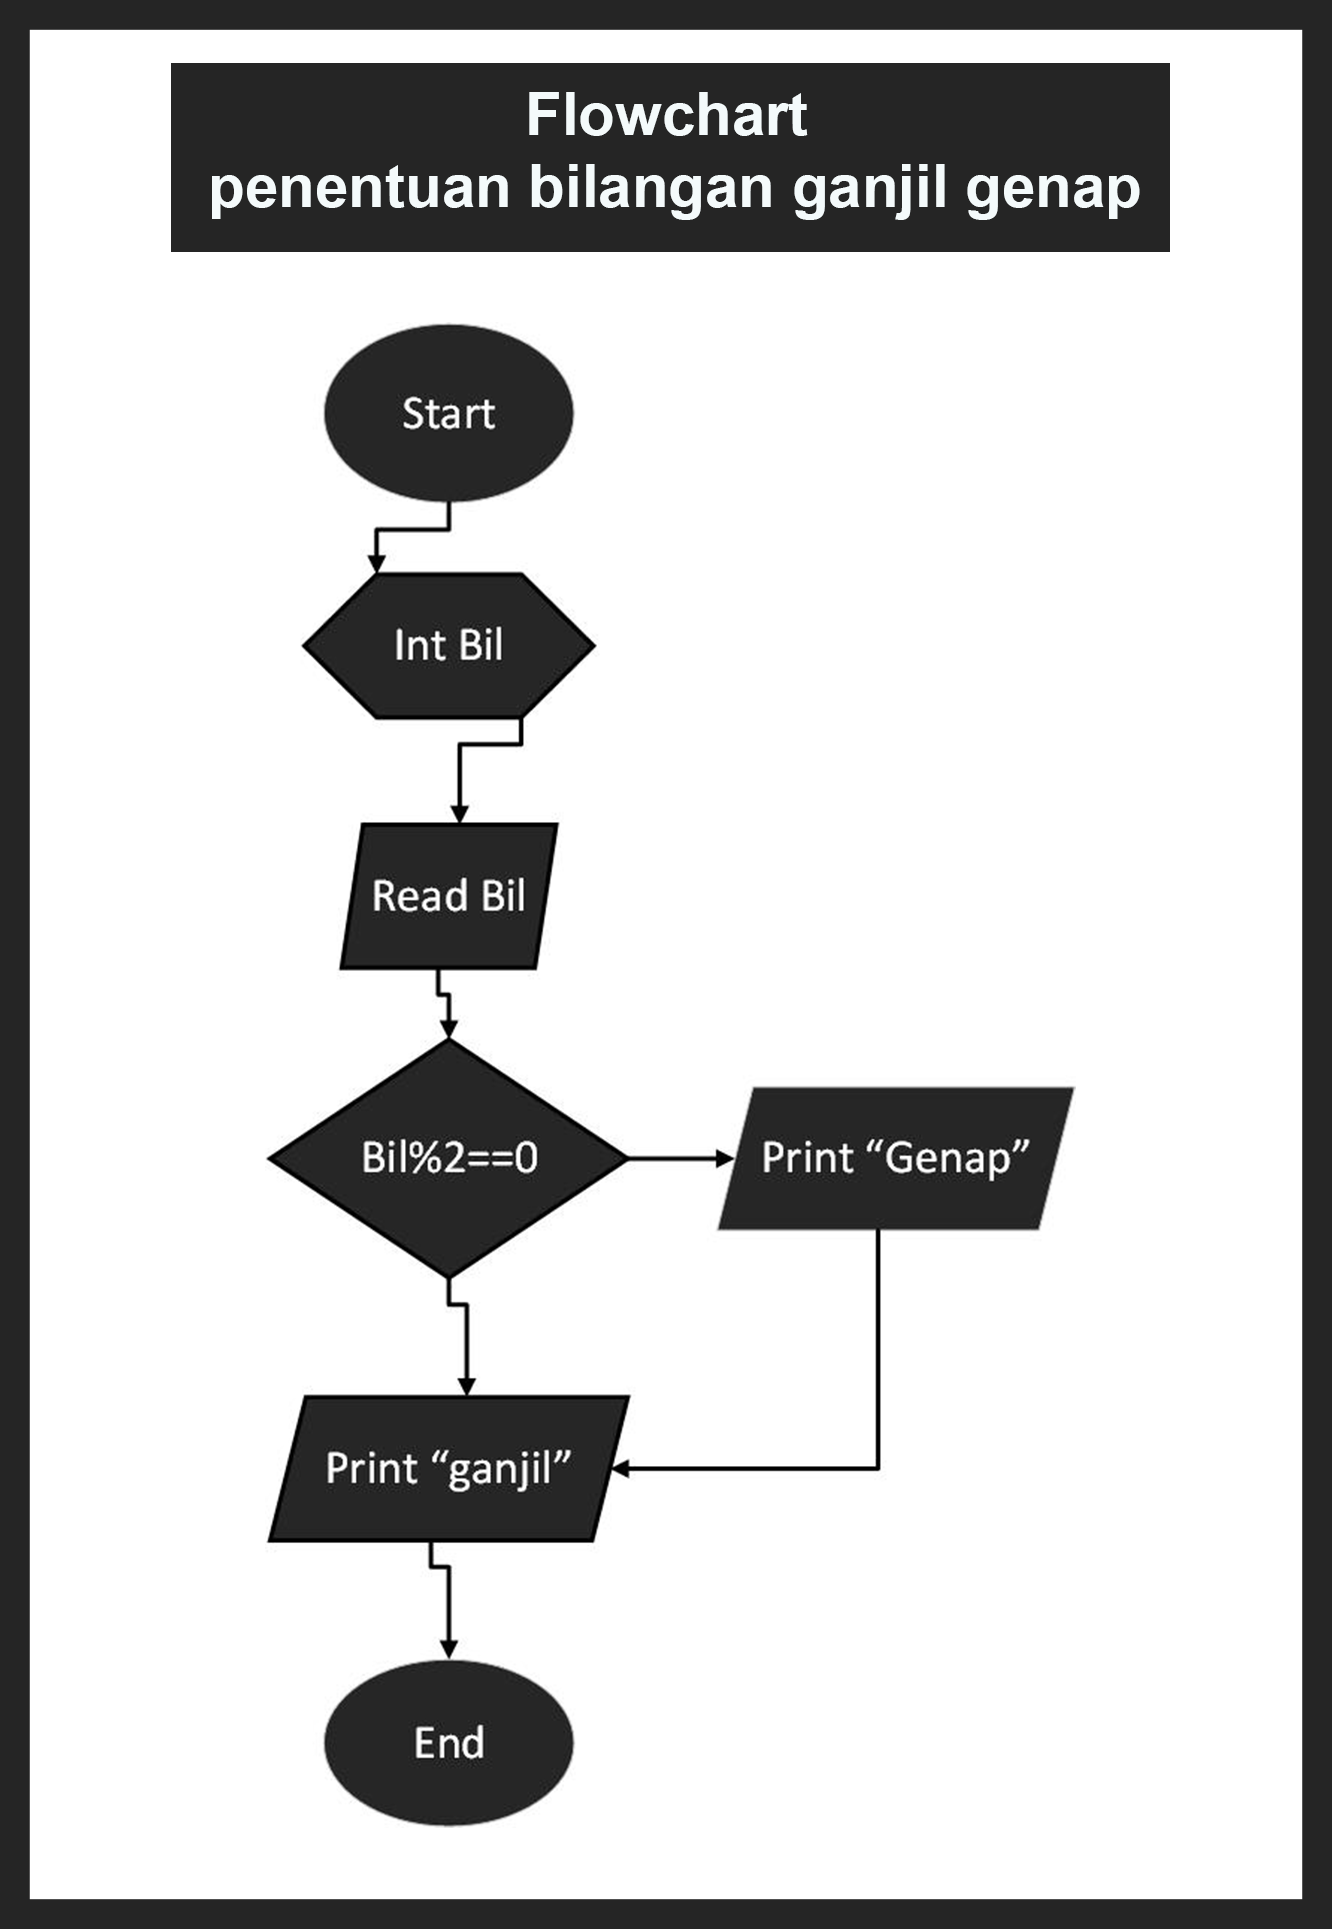 Flowchart
penentuan bilangan ganjil genap
Start
Int Bil
Read Bil
Bil%2==0
Print “Genap”
Print “ganjil”
End